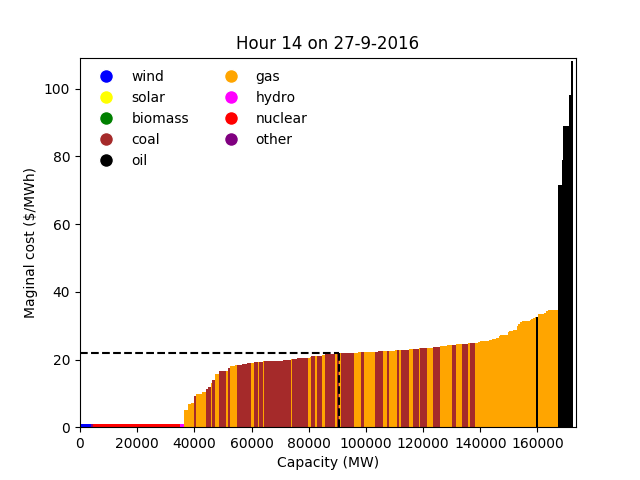 Hour 14 on 27-9-2016
Maginal cost ($/MWh)
100
80
60
40
20
0
wind
solar
biomass
coal
oil
gas
hydro
nuclear
other
0 20000 40000 60000 80000 100000 120000 140000 160000
Capacity (MW)